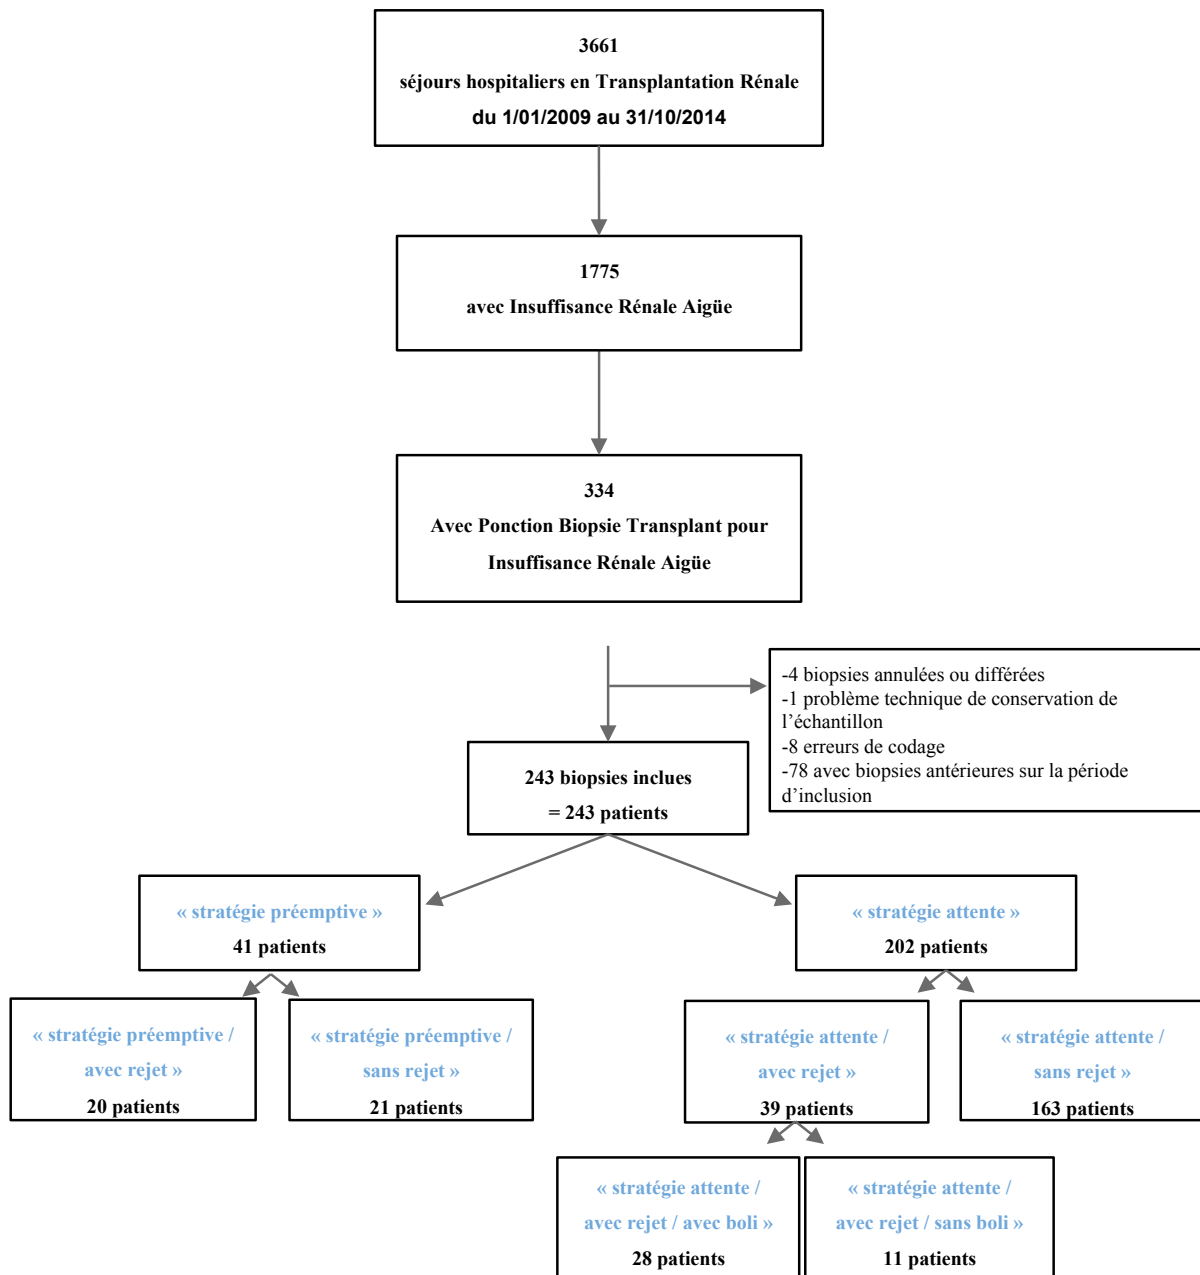 3661
séjours hospitaliers en Transplantation Rénale
du 1/01/2009 au 31/10/2014
1775
avec Insuffisance Rénale Aigüe
334
Avec Ponction Biopsie Transplant pour
Insuffisance Rénale Aigüe
-4 biopsies annulées ou différées
-1 problème technique de conservation de
l’échantillon
-8 erreurs de codage
-78 avec biopsies antérieures sur la période
d’inclusion
243 biopsies inclues
= 243 patients
« stratégie préemptive »
41 patients
« stratégie attente »
202 patients
« stratégie préemptive /
avec rejet »
20 patients
« stratégie préemptive /
sans rejet »
21 patients
« stratégie attente /
avec rejet »
39 patients
« stratégie attente /
sans rejet »
163 patients
« stratégie attente /
avec rejet / avec boli »
28 patients
« stratégie attente /
avec rejet / sans boli »
11 patients